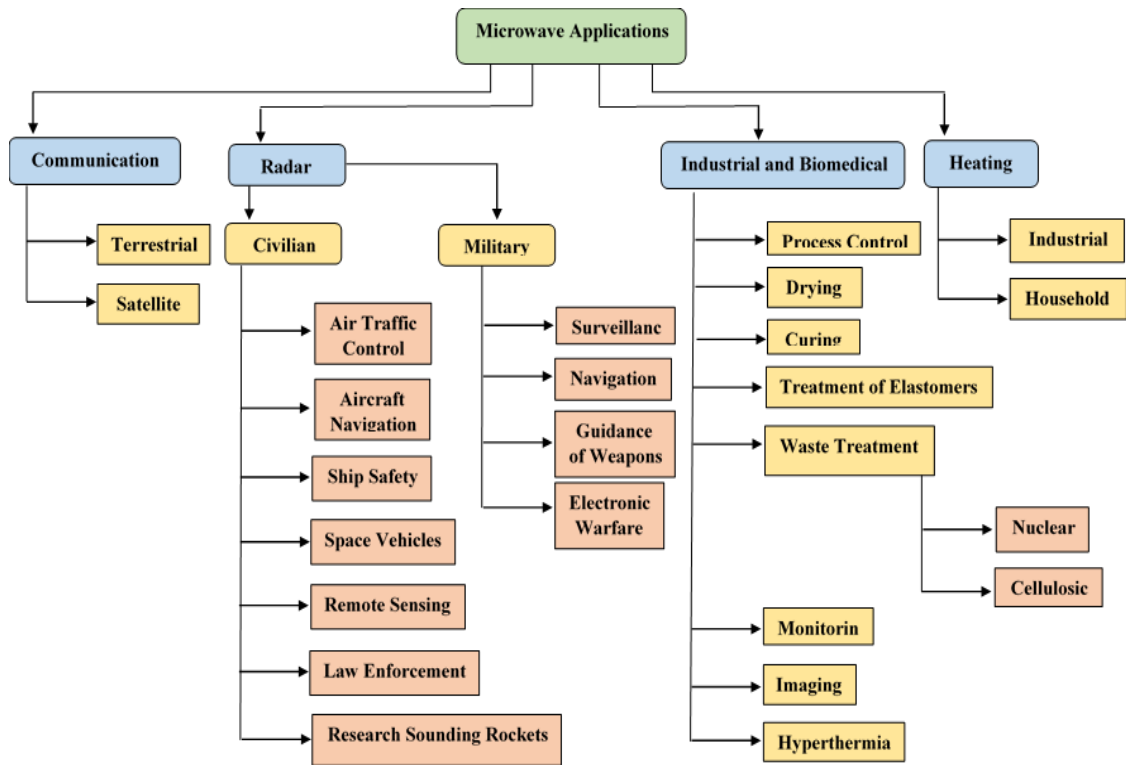 Microwave Applications
Communication
Terrestrial
Satellite
Radar
Civilian
Air Traffic
Control
Aircraft
Navigation
Ship Safety
Space Vehicles
Remote Sensing
Law Enforcement
Research Sounding Rockets
Military
Surveillanc
Navigation
Guidance
of Weapons
Electronic
Warfare
Industrial and Biomedical
Process Control
Drying
Curing
Treatment of Elastomers
Waste Treatment
Nuclear
Cellulosic
Monitorin
Imaging
Hyperthermia
Heating
Industrial
Household